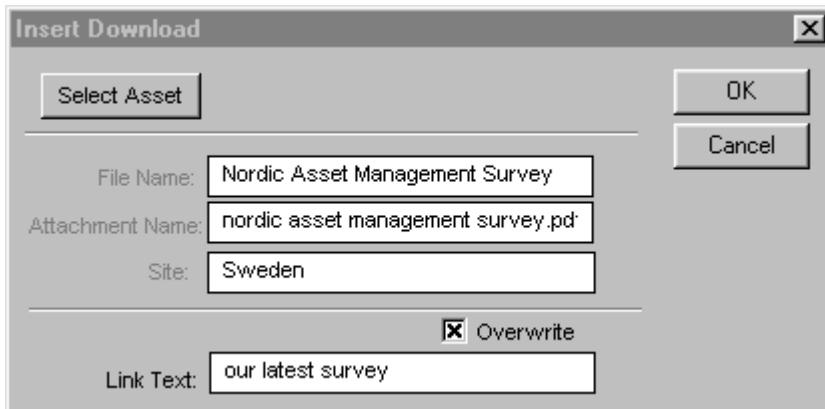 Insert Download
Select Asset
OK
Cancel
File Name: Nordic Asset Management Survey
Attachment Name: nordic asset management survey.pdf
Site: Sweden
Overwrite
Link Text: our latest survey